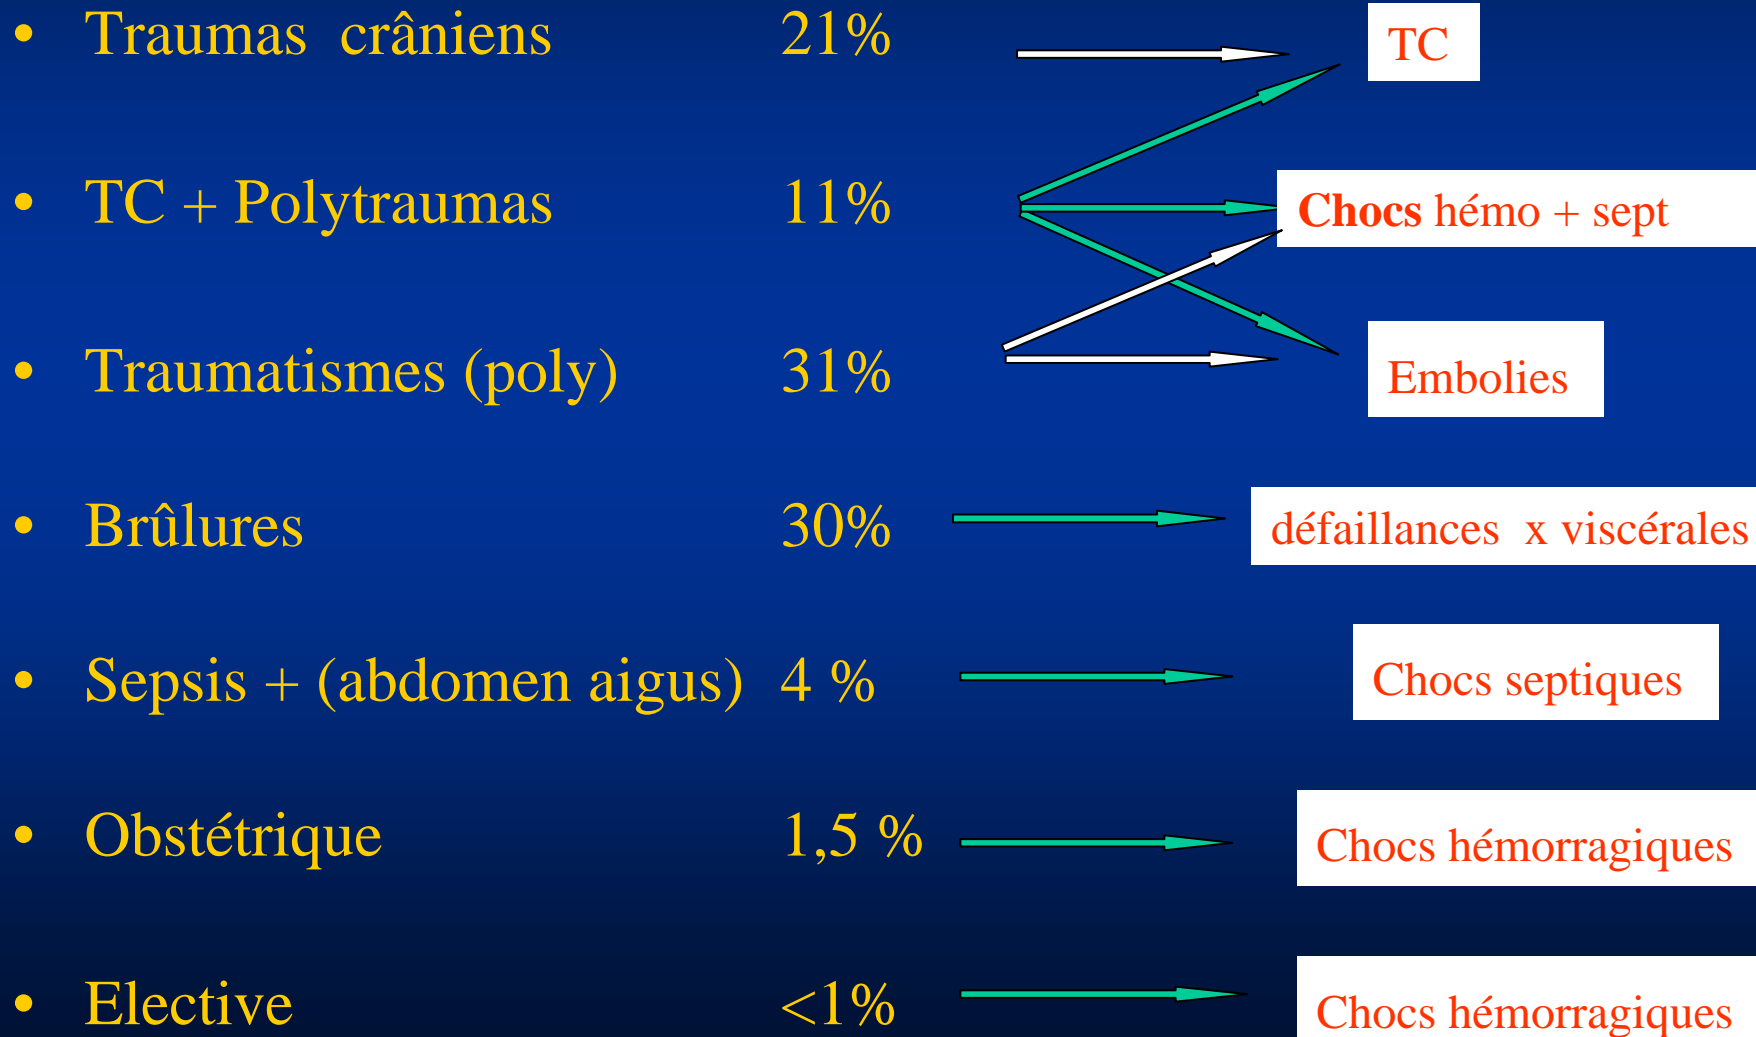 • Traumas crâniens 21% TC
• TC + Polytraumas 11% Chocs hémo + sept
• Traumatismes (poly) 31% Embolies
• Brûlures 30% défaillances x viscérales
• Sepsis + (abdomen aigus) 4 % Chocs septiques
• Obstétrique 1,5 % Chocs hémorragiques
• Elective <1% Chocs hémorragiques